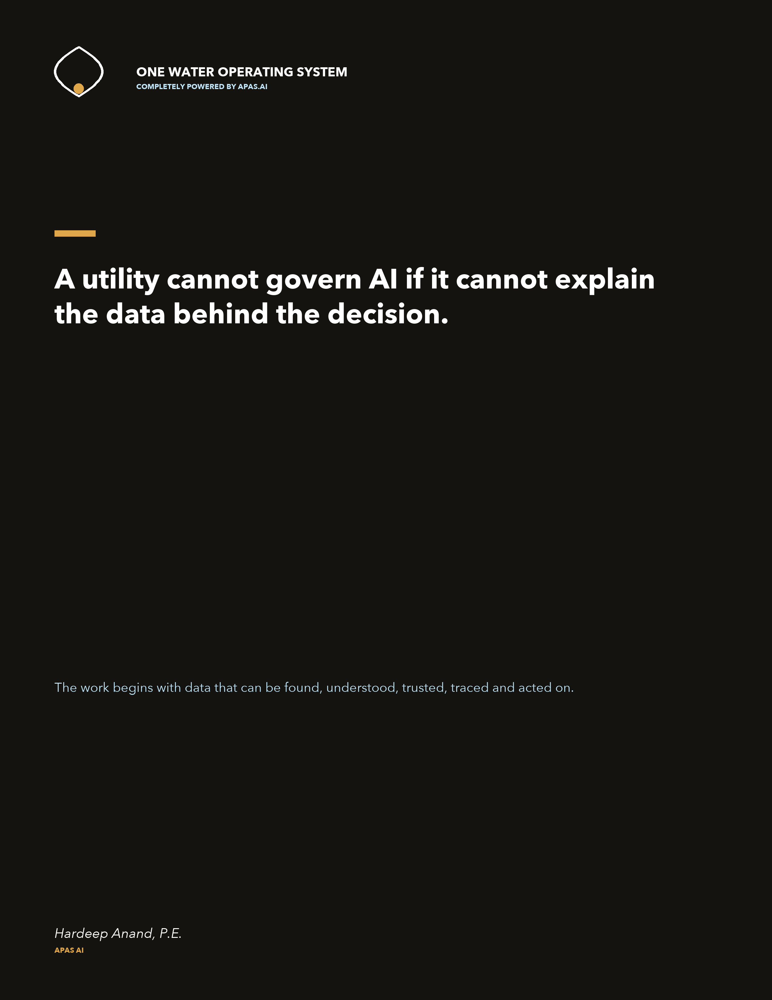 ONE WATER OPERATING SYSTEM
COMPLETELY POWERED BY APAS.AI
A utility cannot govern AI if it cannot explain
the data behind the decision.
The work begins with data that can be found, understood, trusted, traced and acted on.
Hardeep Anand, P.E.
APAS AI